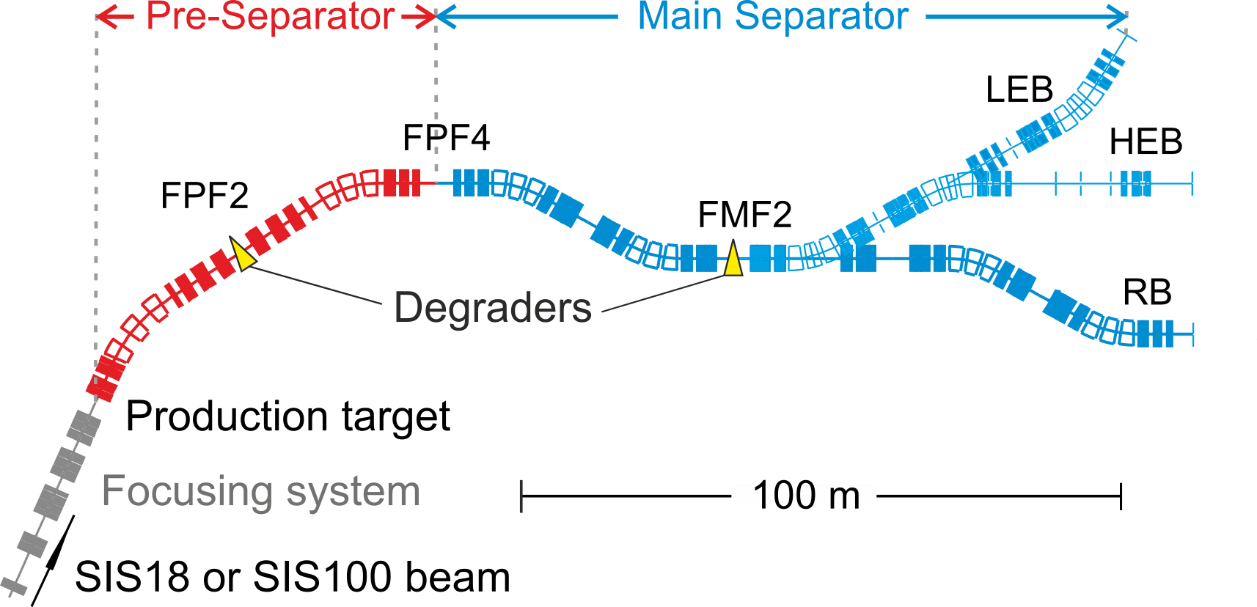 Pre-Separator
Main Separator
LEB
FPF4
HEB
FPF2
FMF2
Degraders
RB
Production target
Focusing system
100 m
SIS18 or SIS100 beam